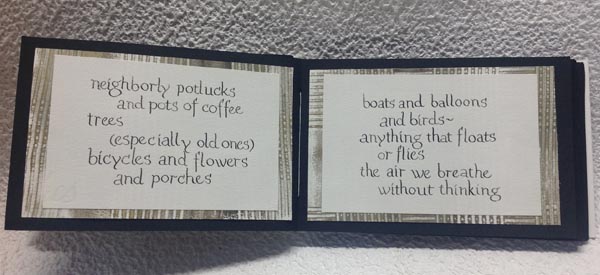 neighborly potlucks
and pots of coffee
trees
(especially old ones)
bicycles and flowers
and porches
boats and balloons
and birds~
anything that floats
or flies
the air we breathe
without thinking